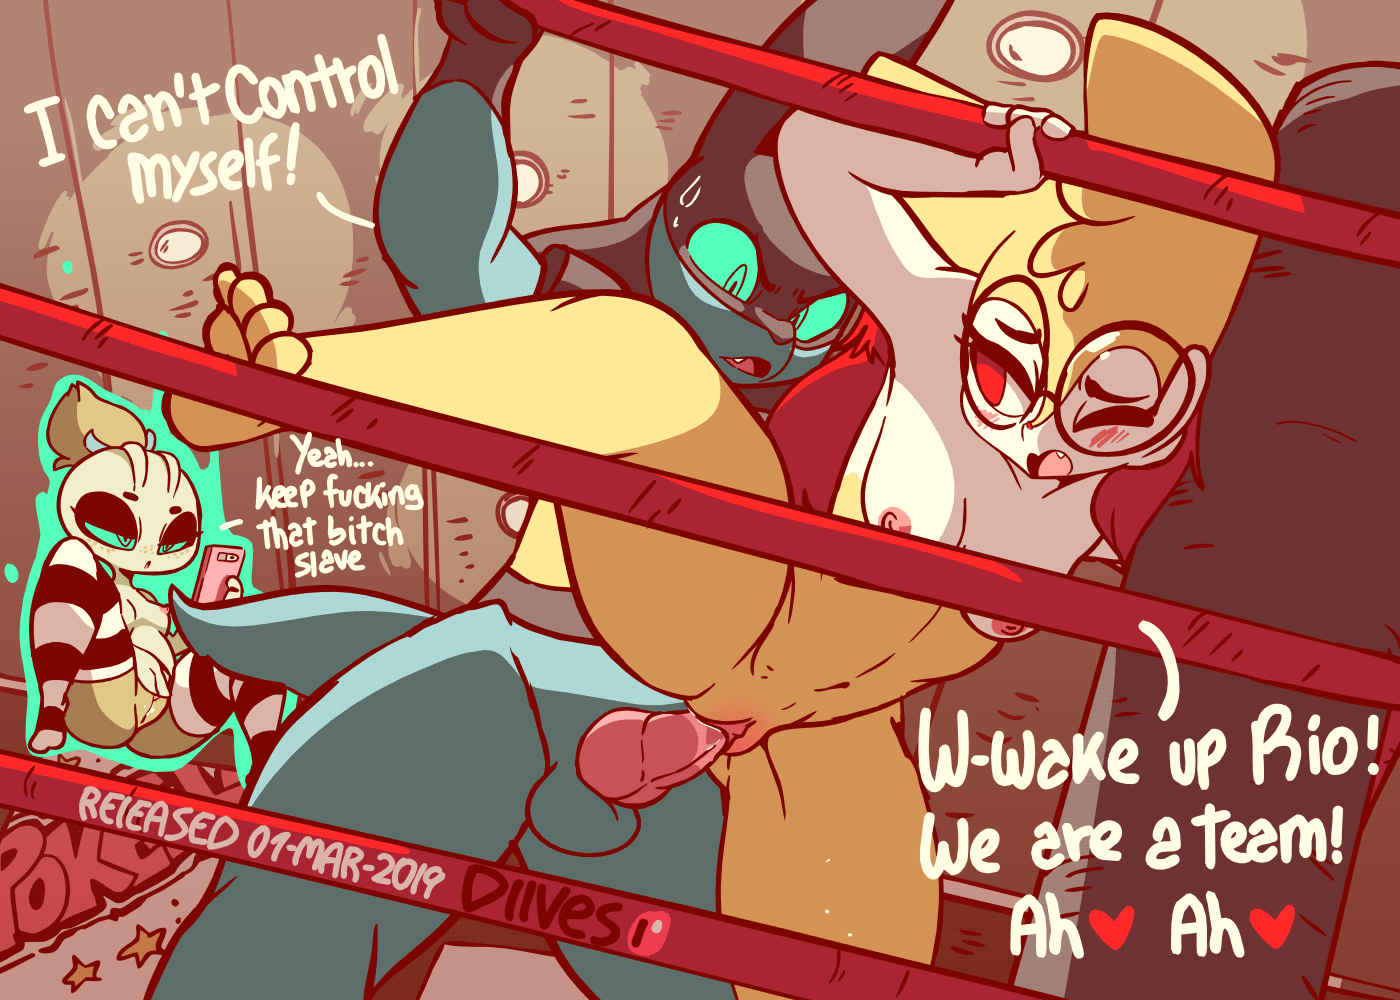 I can't Control
myself!
Yeah...
keep fucking
that bitch
slave
W-wake up Rio!
We are a team!
Ah♥ Ah♥
RElEASED 01-MAR-2019
Diives
POKE